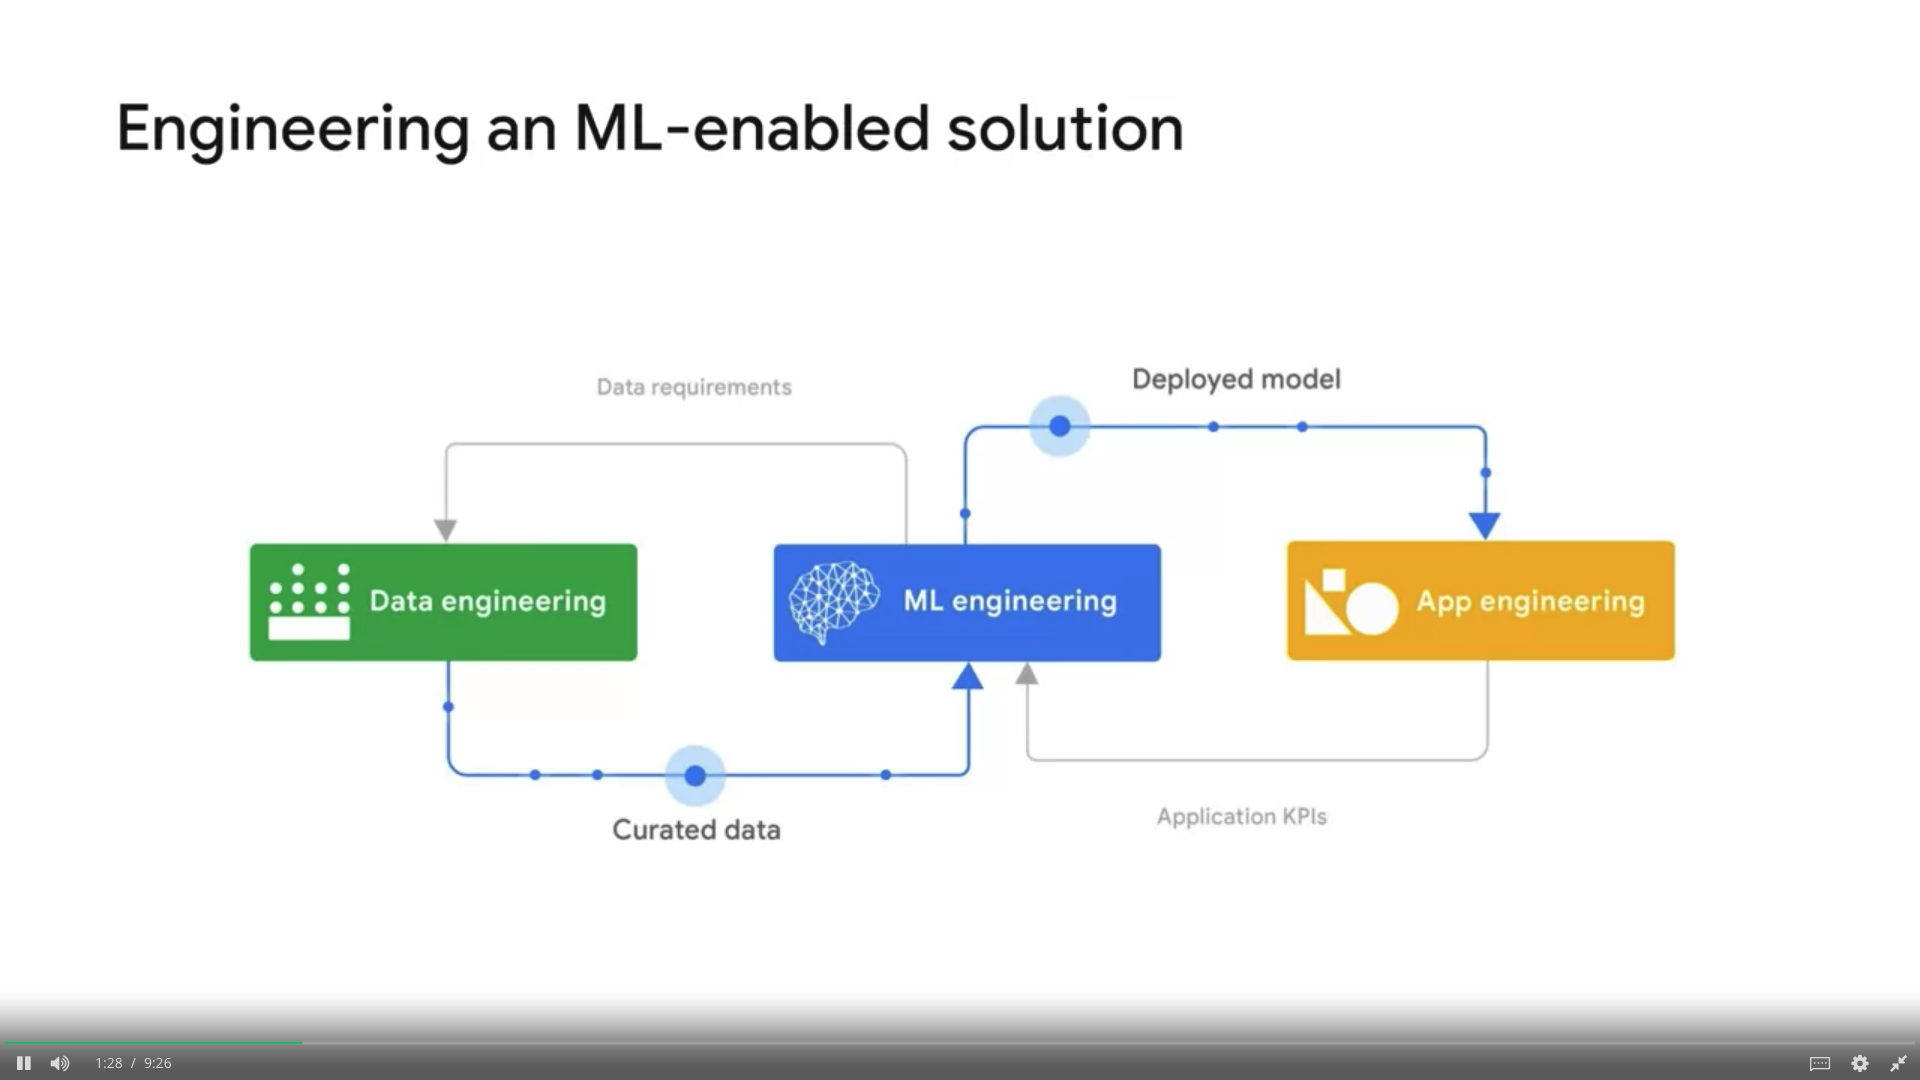 Engineering an ML-enabled solution
Data requirements
Deployed model
Data engineering
ML engineering
App engineering
Curated data
Application KPIs
1:28 / 9:26